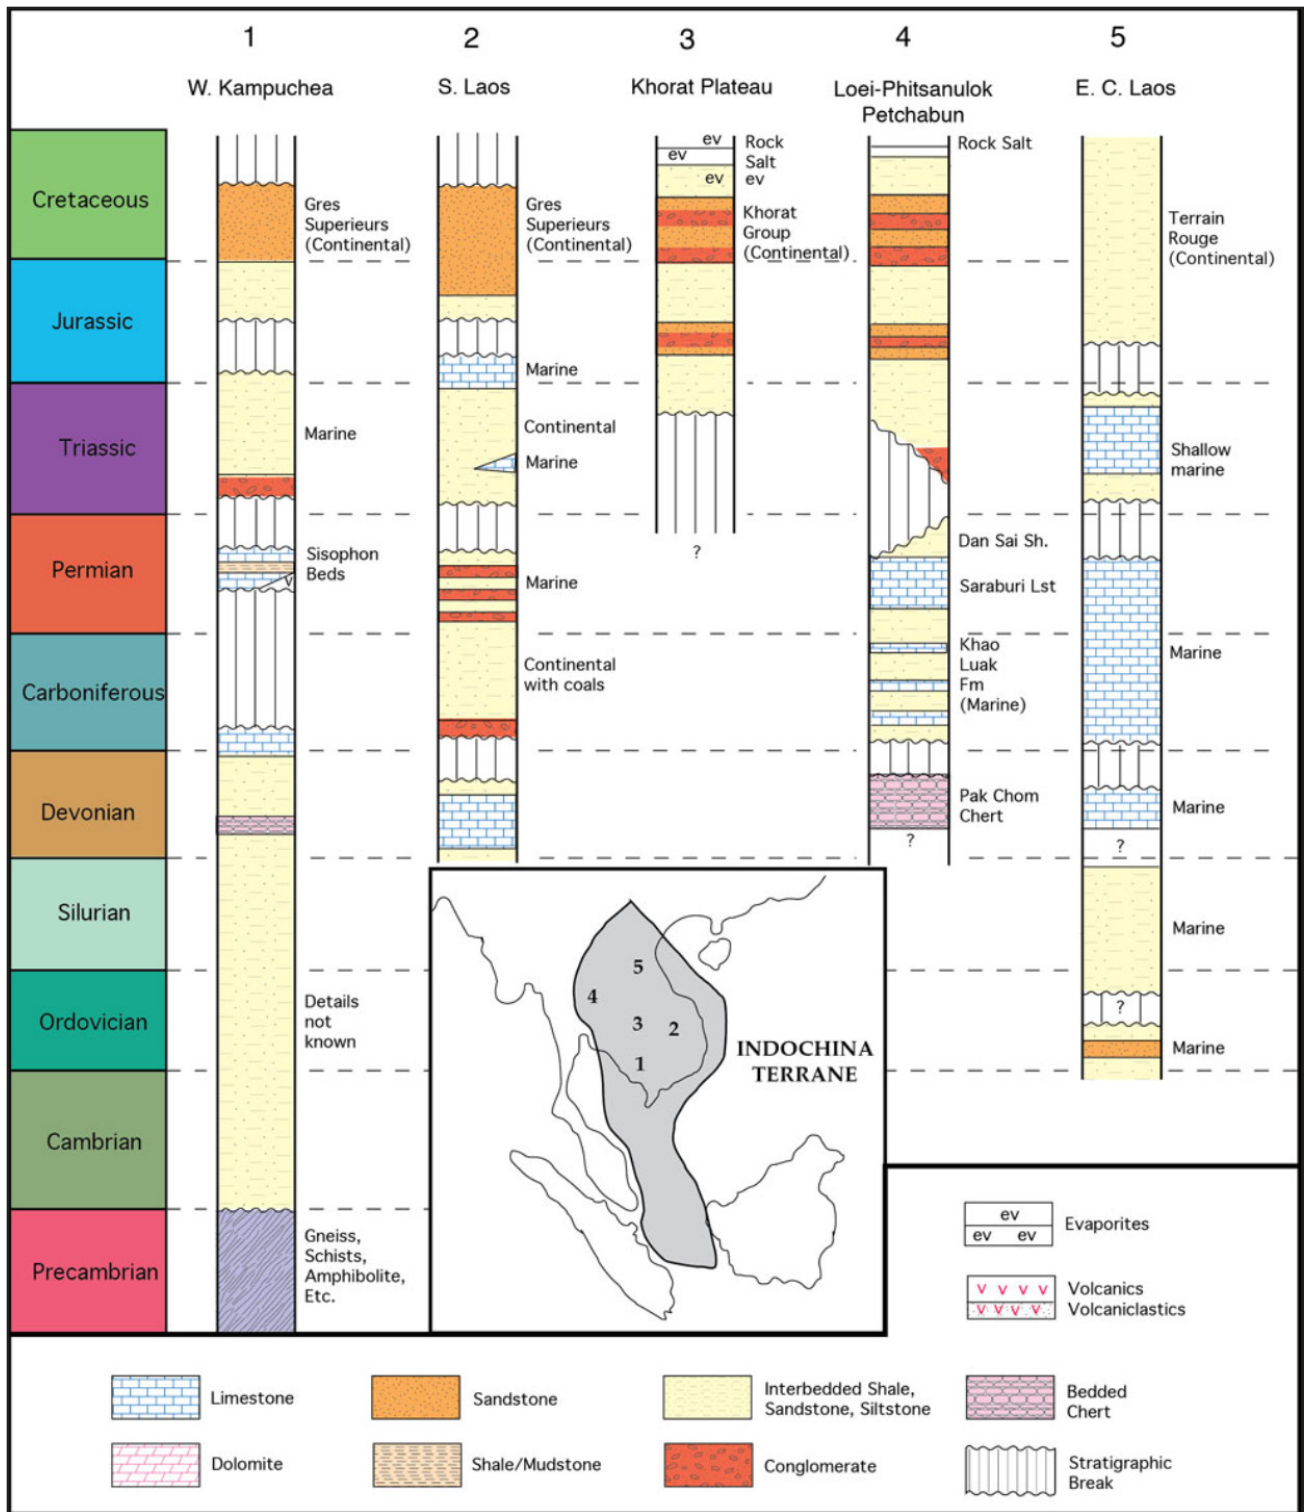 1
2
3
4
5
W. Kampuchea
S. Laos
Khorat Plateau
Loei-Phitsanulok
Petchabun
E. C. Laos
Cretaceous
Jurassic
Triassic
Permian
Carboniferous
Devonian
Silurian
Ordovician
Cambrian
Precambrian
Gres
Superieurs
(Continental)
Marine
Sisophon
Beds
v
Details
not
known
Gneiss,
Schists,
Amphibolite,
Etc.
Gres
Superieurs
(Continental)
Marine
Continental
Marine
Marine
Continental
with coals
ev
ev
ev
Rock
Salt
ev
Khorat
Group
(Continental)
?
Rock Salt
Dan Sai Sh.
Saraburi Lst
Khao
Luak
Fm
(Marine)
Pak Chom
Chert
?
Terrain
Rouge
(Continental)
Shallow
marine
Marine
Marine
?
Marine
?
Marine
5
4
3
2
1
INDOCHINA
TERRANE
ev
ev ev
Evaporites
v v v v
v v v v
Volcanics
Volcaniclastics
Limestone
Sandstone
Interbedded Shale,
Sandstone, Siltstone
Bedded
Chert
Dolomite
Shale/Mudstone
Conglomerate
Stratigraphic
Break